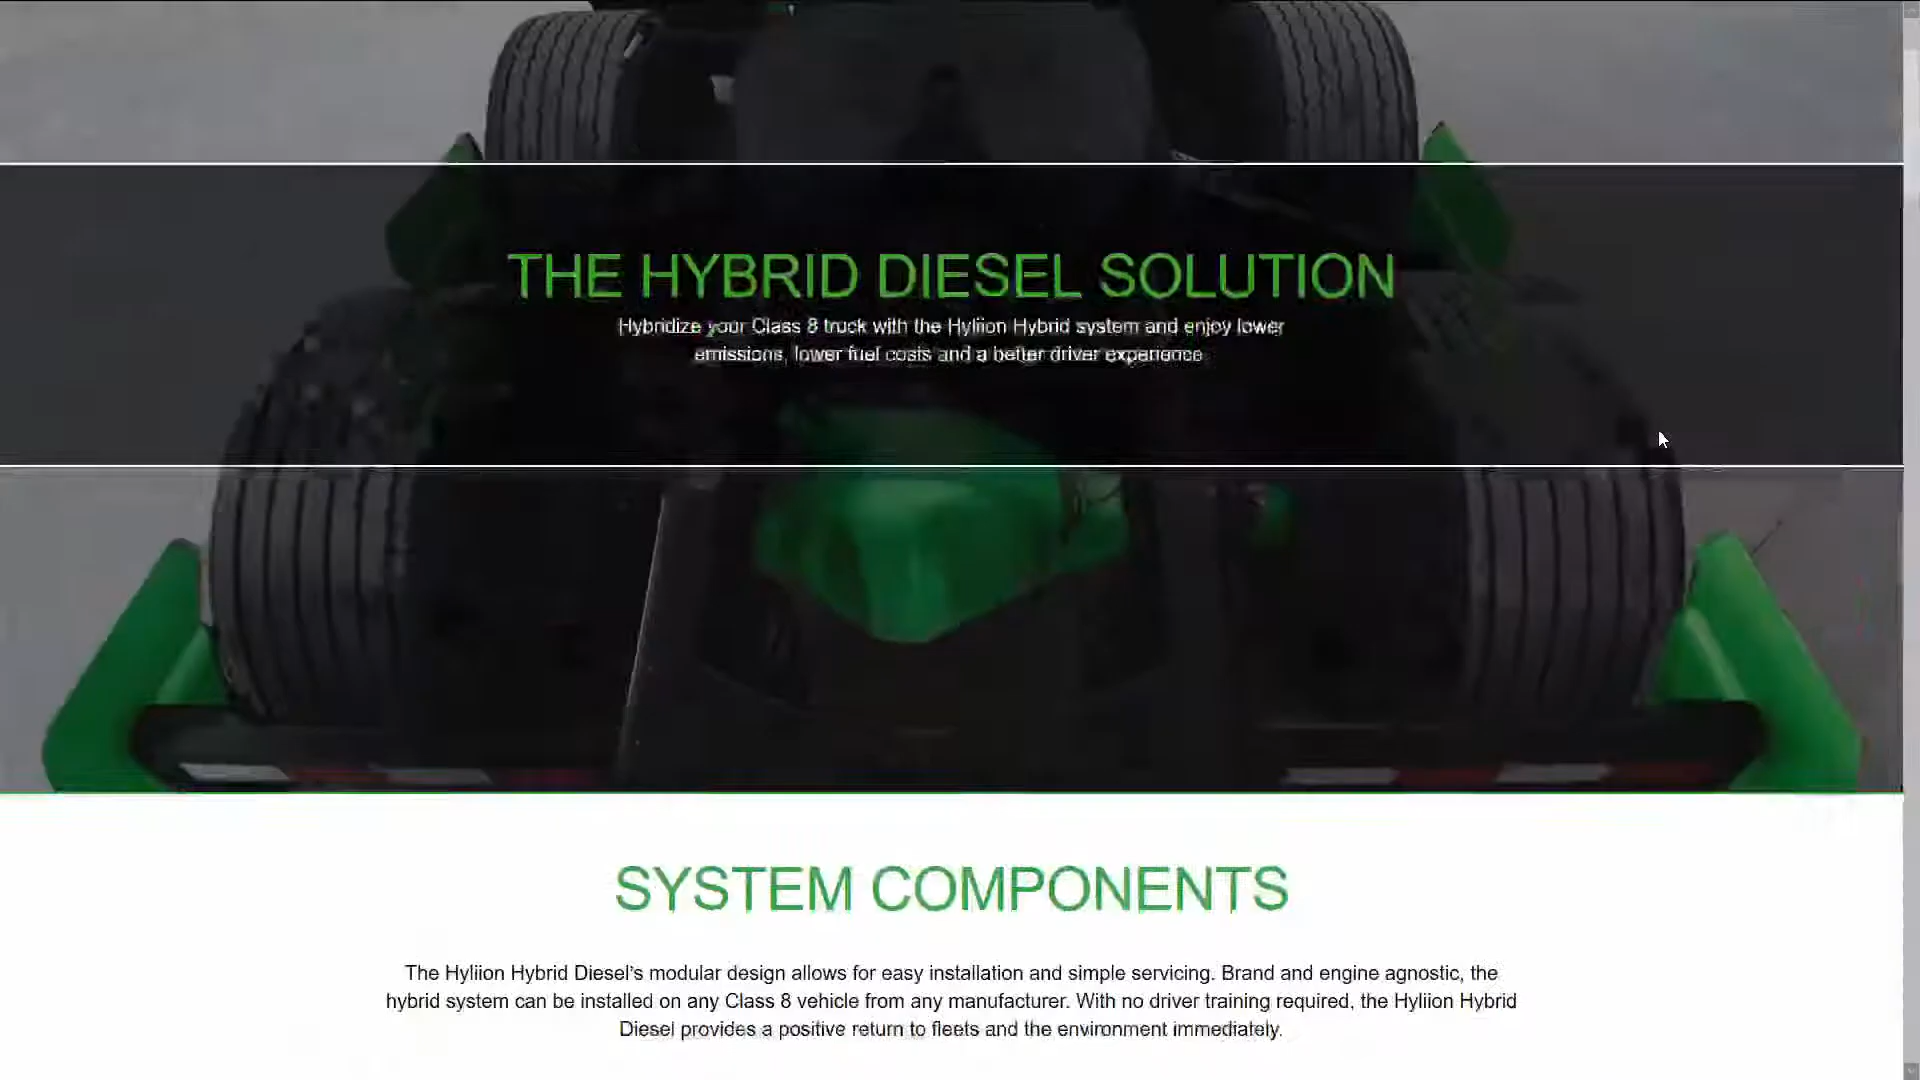 THE HYBRID DIESEL SOLUTION
Hybridize your Class 8 truck with the Hyliion Hybrid system and enjoy lower
emissions, lower fuel costs and a better driver experience
SYSTEM COMPONENTS
The Hyliion Hybrid Diesel's modular design allows for easy installation and simple servicing. Brand and engine agnostic, the
hybrid system can be installed on any Class 8 vehicle from any manufacturer. With no driver training required, the Hyliion Hybrid
Diesel provides a positive return to fleets and the environment immediately.